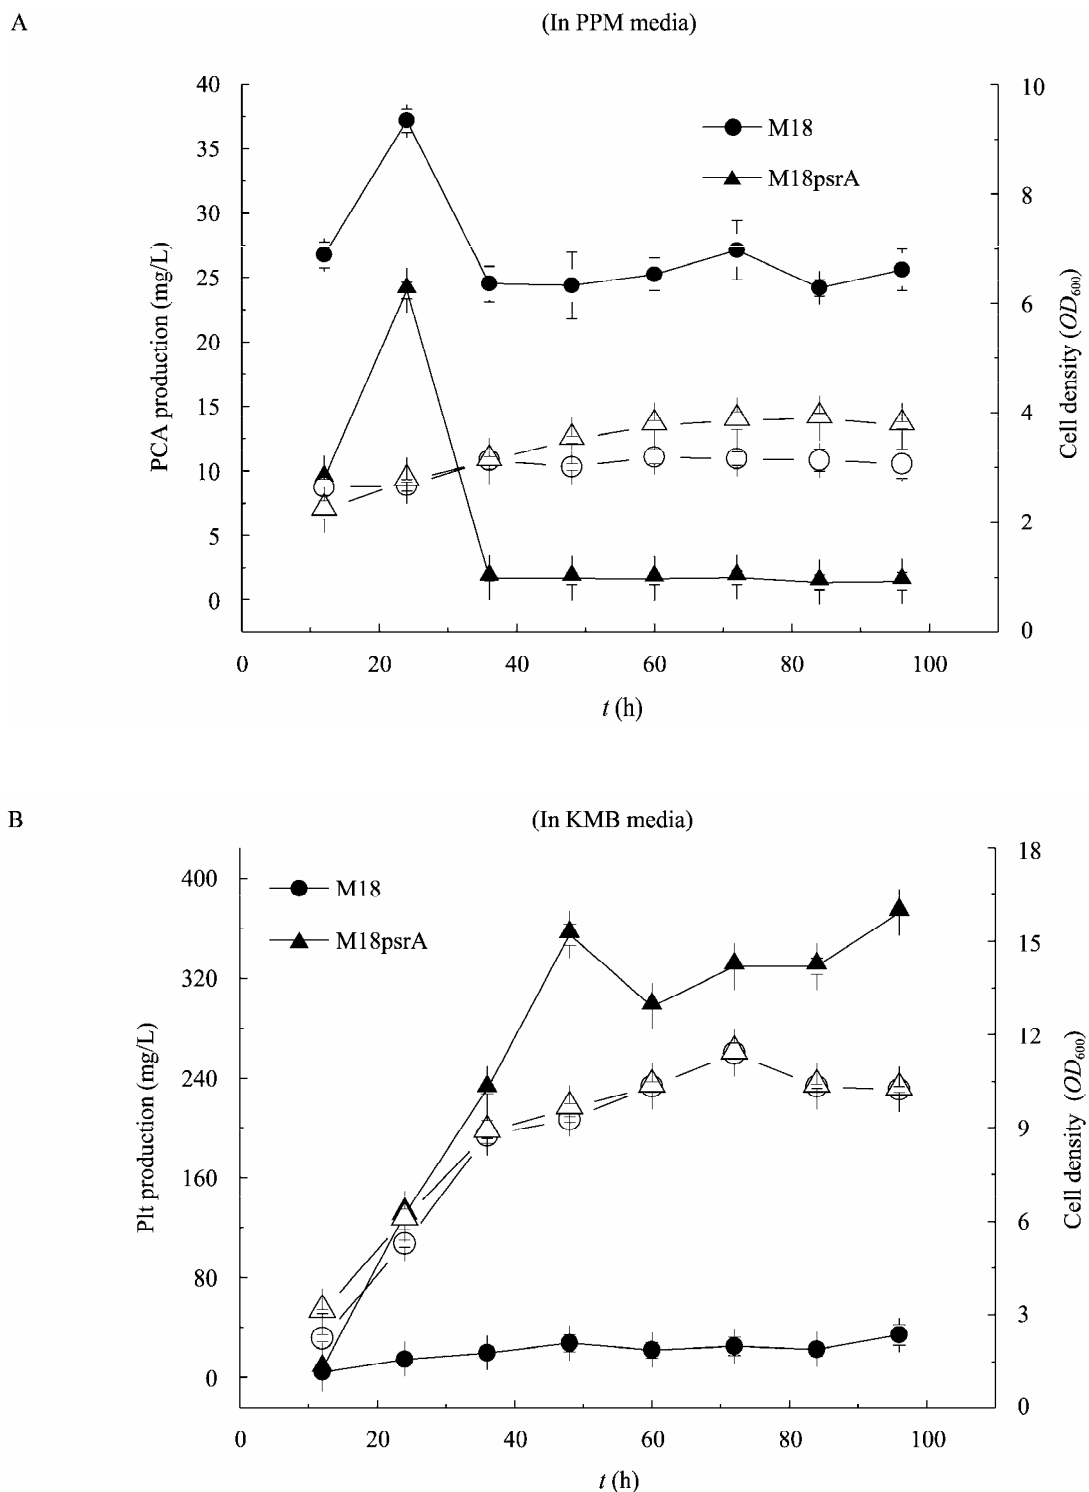 A
(In PPM media)
40
35
30
25
20
15
10
5
0
PCA production (mg/L)
M18
M18psrA
10
8
6
4
2
0
Cell density (OD600)
0 20 40 60 80 100
t (h)
B
(In KMB media)
400
320
240
160
80
0
Plt production (mg/L)
M18
M18psrA
18
15
12
9
6
3
0
Cell density (OD600)
0 20 40 60 80 100
t (h)